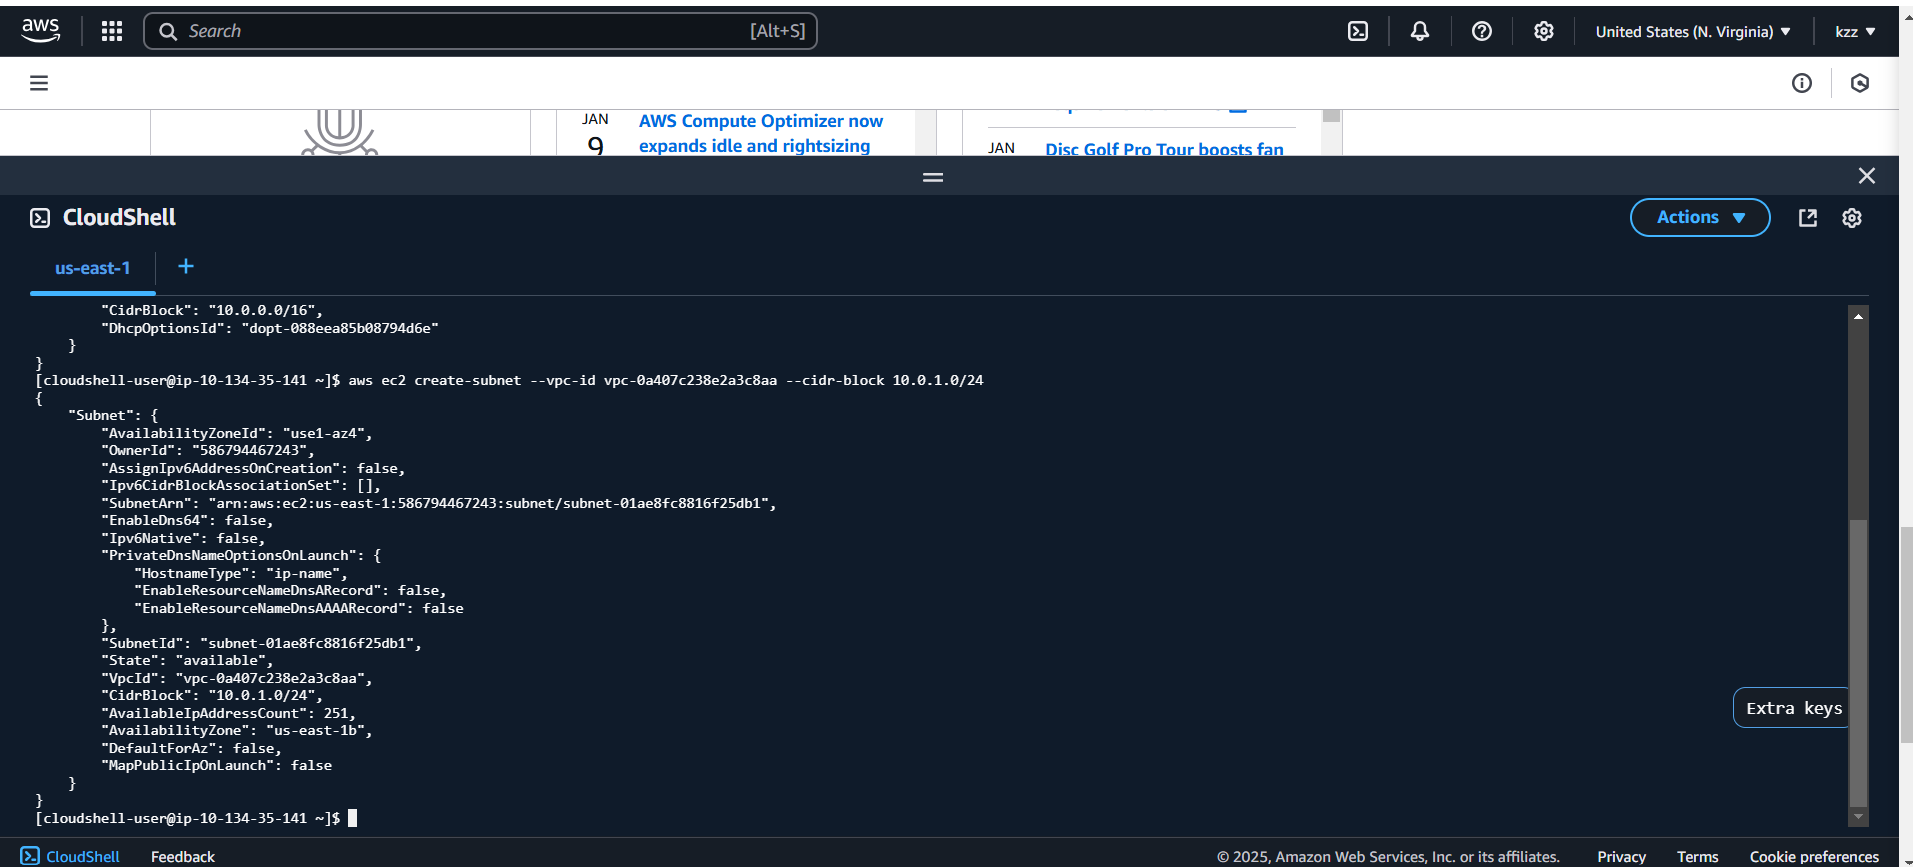 aws
Search [Alt+S]
United States (N. Virginia) kzz
JAN
9
AWS Compute Optimizer now
expands idle and rightsizing
JAN
Disc Golf Pro Tour boosts fan
CloudShell
Actions
us-east-1 +
        "CidrBlock": "10.0.0.0/16",
        "DhcpOptionsId": "dopt-088eea85b08794d6e"
    }
}
[cloudshell-user@ip-10-134-35-141 ~]$ aws ec2 create-subnet --vpc-id vpc-0a407c238e2a3c8aa --cidr-block 10.0.1.0/24
{
    "Subnet": {
        "AvailabilityZoneId": "use1-az4",
        "OwnerId": "586794467243",
        "AssignIpv6AddressOnCreation": false,
        "Ipv6CidrBlockAssociationSet": [],
        "SubnetArn": "arn:aws:ec2:us-east-1:586794467243:subnet/subnet-01ae8fc8816f25db1",
        "EnableDns64": false,
        "Ipv6Native": false,
        "PrivateDnsNameOptionsOnLaunch": {
            "HostnameType": "ip-name",
            "EnableResourceNameDnsARecord": false,
            "EnableResourceNameDnsAAAARecord": false
        },
        "SubnetId": "subnet-01ae8fc8816f25db1",
        "State": "available",
        "VpcId": "vpc-0a407c238e2a3c8aa",
        "CidrBlock": "10.0.1.0/24",
        "AvailableIpAddressCount": 251,
        "AvailabilityZone": "us-east-1b",
        "DefaultForAz": false,
        "MapPublicIpOnLaunch": false
    }
}
[cloudshell-user@ip-10-134-35-141 ~]$
Extra keys
CloudShell Feedback © 2025, Amazon Web Services, Inc. or its affiliates. Privacy Terms Cookie preferences